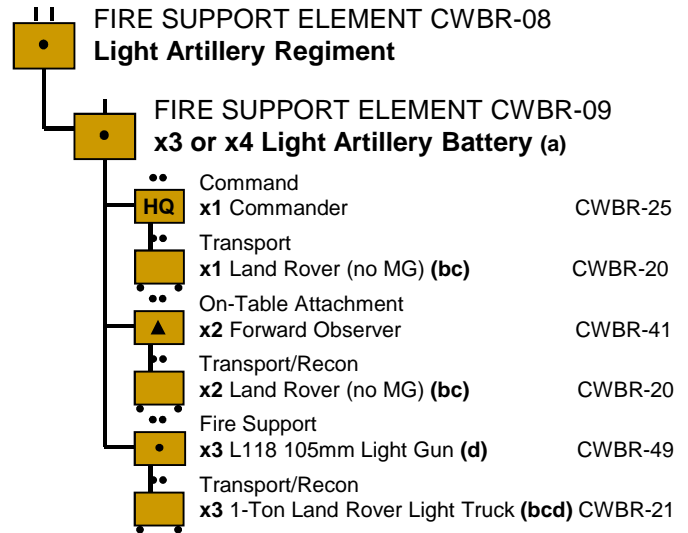 FIRE SUPPORT ELEMENT CWBR-08
Light Artillery Regiment
FIRE SUPPORT ELEMENT CWBR-09
x3 or x4 Light Artillery Battery (a)
Command
HQ x1 Commander CWBR-25
Transport
x1 Land Rover (no MG) (bc) CWBR-20
On-Table Attachment
x2 Forward Observer CWBR-41
Transport/Recon
x2 Land Rover (no MG) (bc) CWBR-20
Fire Support
x3 L118 105mm Light Gun (d) CWBR-49
Transport/Recon
x3 1-Ton Land Rover Light Truck (bcd) CWBR-21